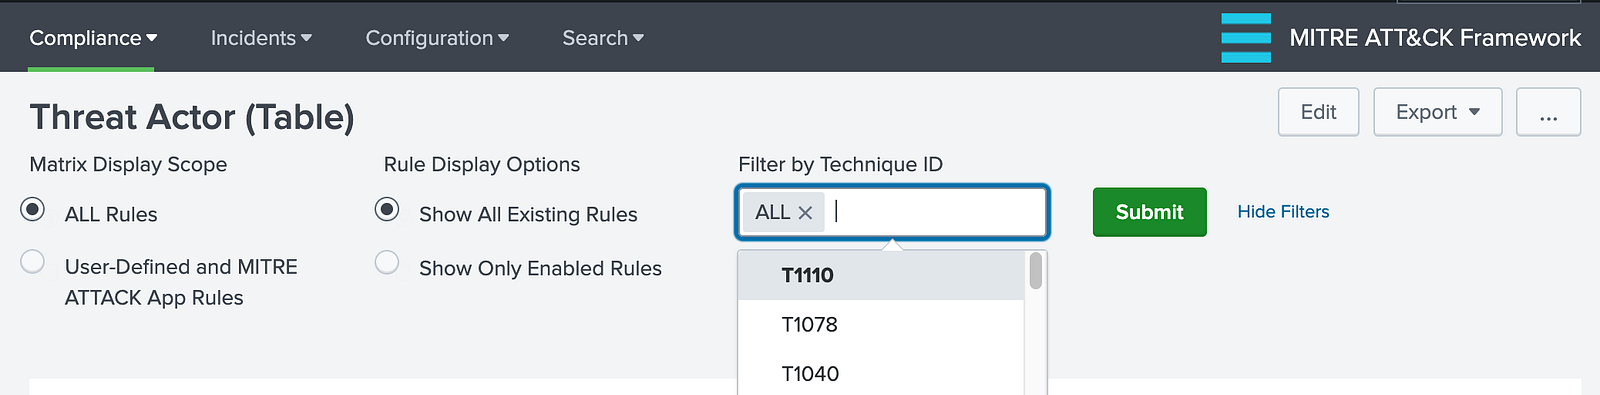 Compliance Incidents Configuration Search MITRE ATT&CK Framework
Threat Actor (Table)
Edit Export ...
Matrix Display Scope
ALL Rules
User-Defined and MITRE
ATTACK App Rules
Rule Display Options
Show All Existing Rules
Show Only Enabled Rules
Filter by Technique ID
ALL
T1110
T1078
T1040
Submit
Hide Filters